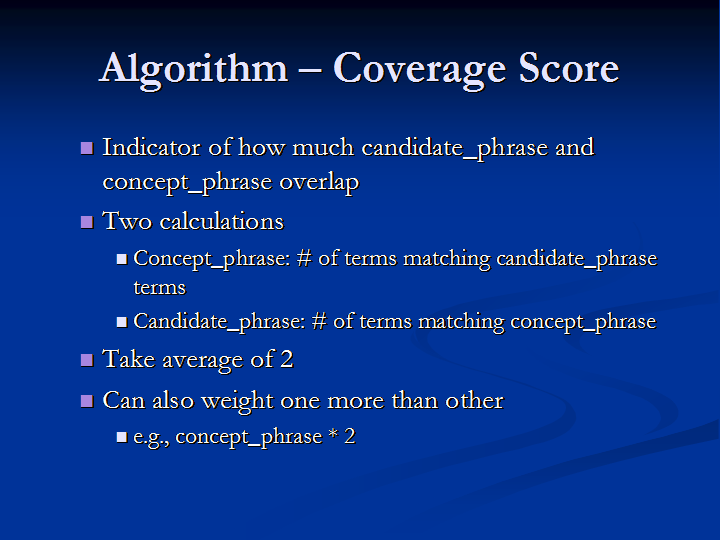 Algorithm – Coverage Score
Indicator of how much candidate_phrase and
concept_phrase overlap
Two calculations
Concept_phrase: # of terms matching candidate_phrase
terms
Candidate_phrase: # of terms matching concept_phrase
Take average of 2
Can also weight one more than other
e.g., concept_phrase * 2